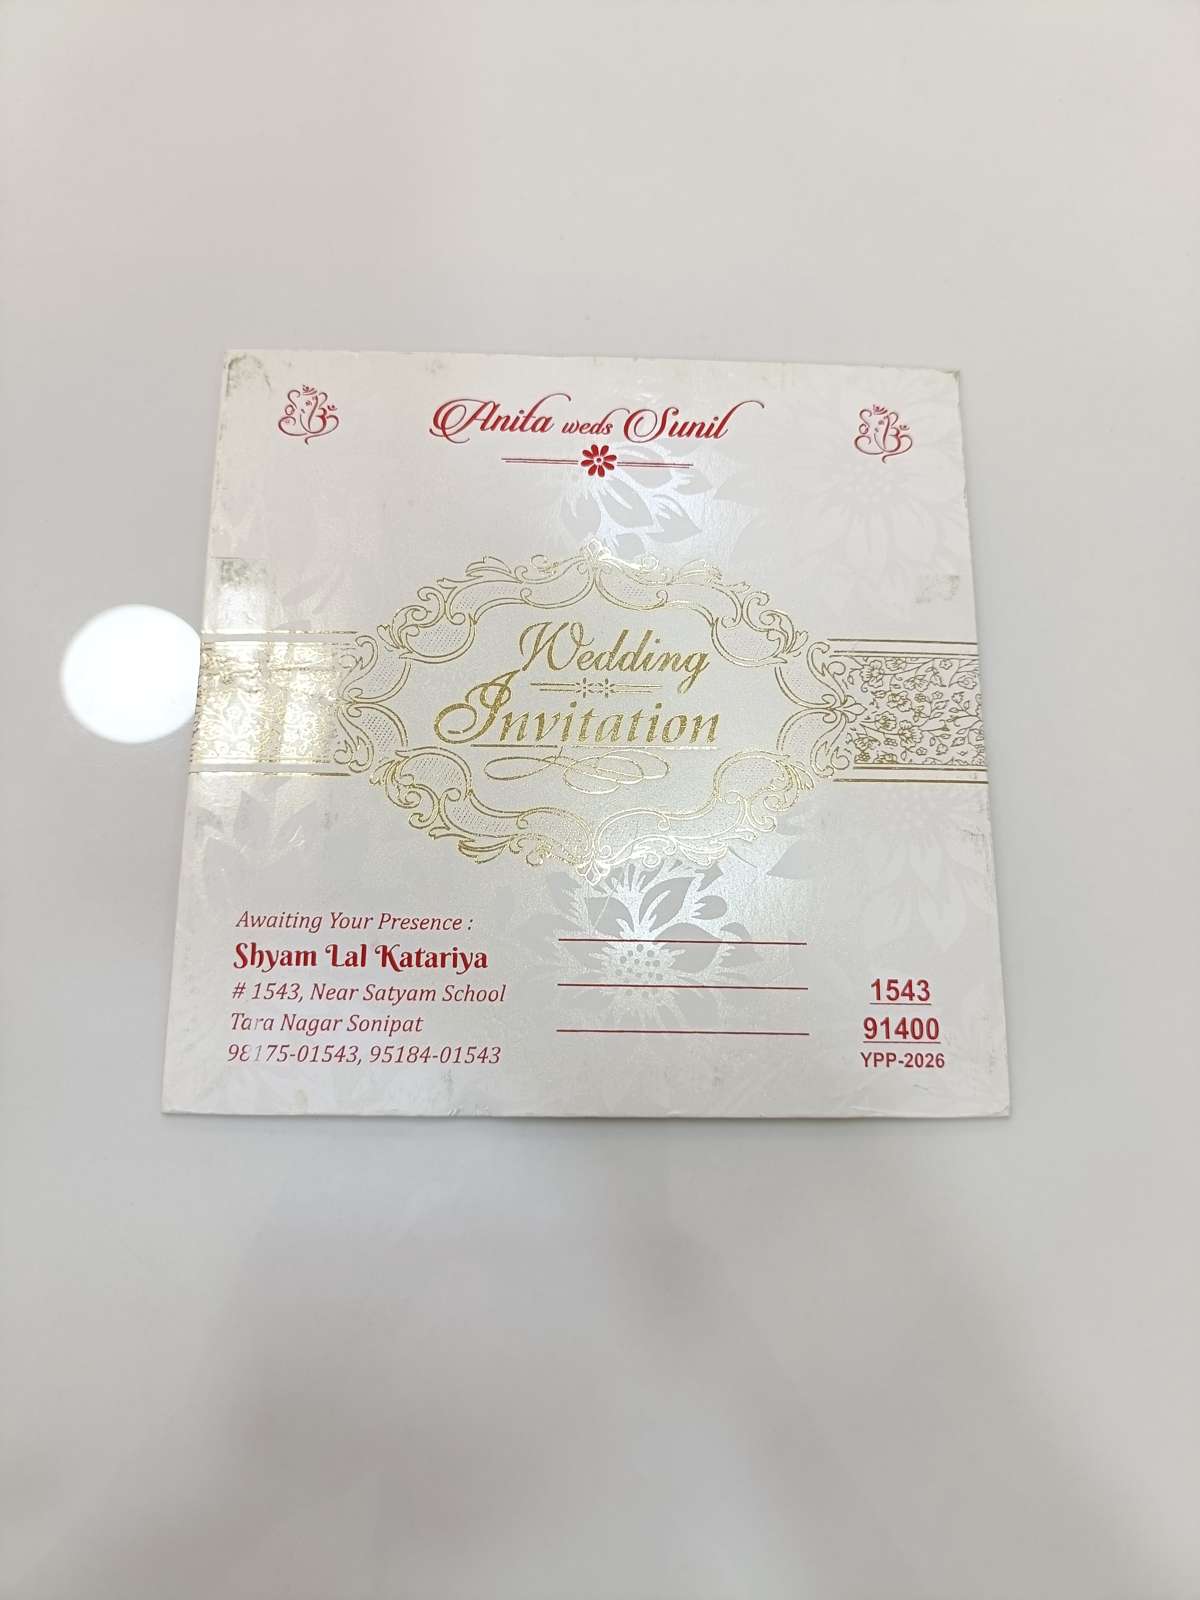 Anita weds Sunil
Wedding
Invitation
Awaiting Your Presence :
Shyam Lal Katariya
# 1543, Near Satyam School
Tara Nagar Sonipat
98175-01543, 95184-01543
1543
91400
YPP-2026